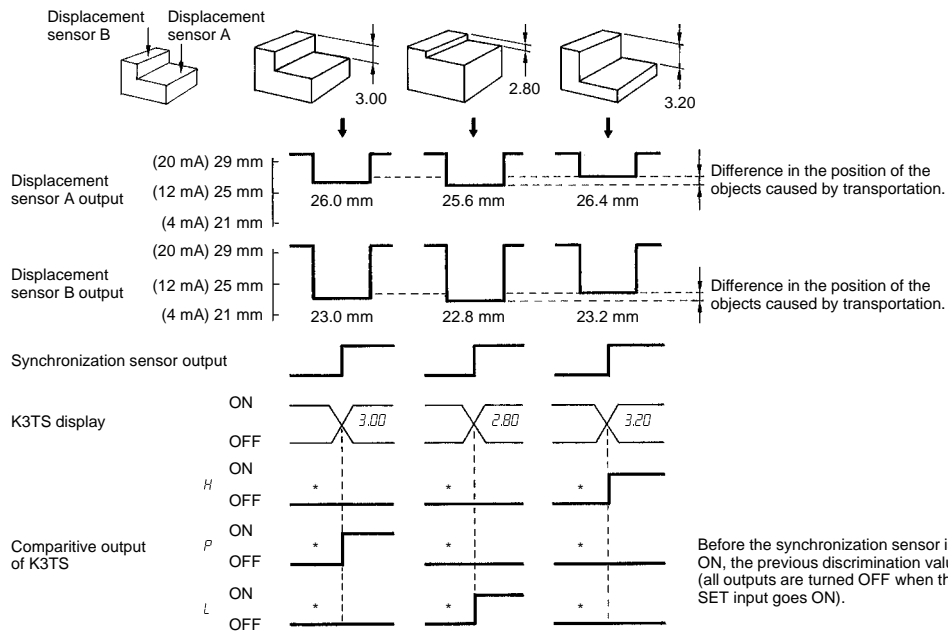 Displacement
sensor B
Displacement
sensor A
3.00
2.80
3.20
Displacement
sensor A output
(20 mA) 29 mm
(12 mA) 25 mm
(4 mA) 21 mm
26.0 mm
25.6 mm
26.4 mm
Difference in the position of the
objects caused by transportation.
Displacement
sensor B output
(20 mA) 29 mm
(12 mA) 25 mm
(4 mA) 21 mm
23.0 mm
22.8 mm
23.2 mm
Difference in the position of the
objects caused by transportation.
Synchronization sensor output
K3TS display
ON
OFF
3.00
2.80
3.20
H
ON
OFF
* * *
Comparitive output
of K3TS
P
ON
OFF
* * *
L
ON
OFF
* * *
Before the synchronization sensor i
ON, the previous discrimination valu
(all outputs are turned OFF when th
SET input goes ON).